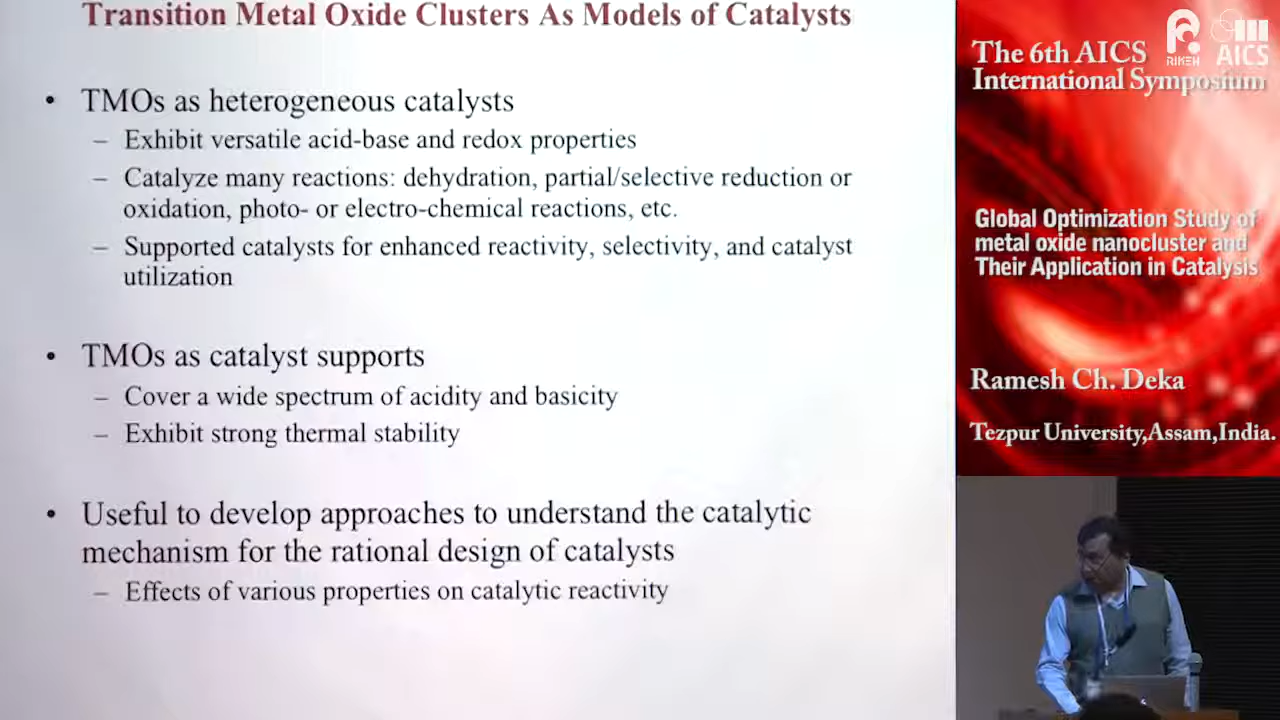 Transition Metal Oxide Clusters As Models of Catalysts
• TMOs as heterogeneous catalysts
– Exhibit versatile acid-base and redox properties
– Catalyze many reactions: dehydration, partial/selective reduction or
oxidation, photo- or electro-chemical reactions, etc.
– Supported catalysts for enhanced reactivity, selectivity, and catalyst
utilization
• TMOs as catalyst supports
– Cover a wide spectrum of acidity and basicity
– Exhibit strong thermal stability
• Useful to develop approaches to understand the catalytic
mechanism for the rational design of catalysts
– Effects of various properties on catalytic reactivity
RIKEN
AICS
The 6th AICS
International Symposium
Global Optimization Study of
metal oxide nanocluster and
Their Application in Catalysis
Ramesh Ch. Deka
Tezpur University,Assam,India.